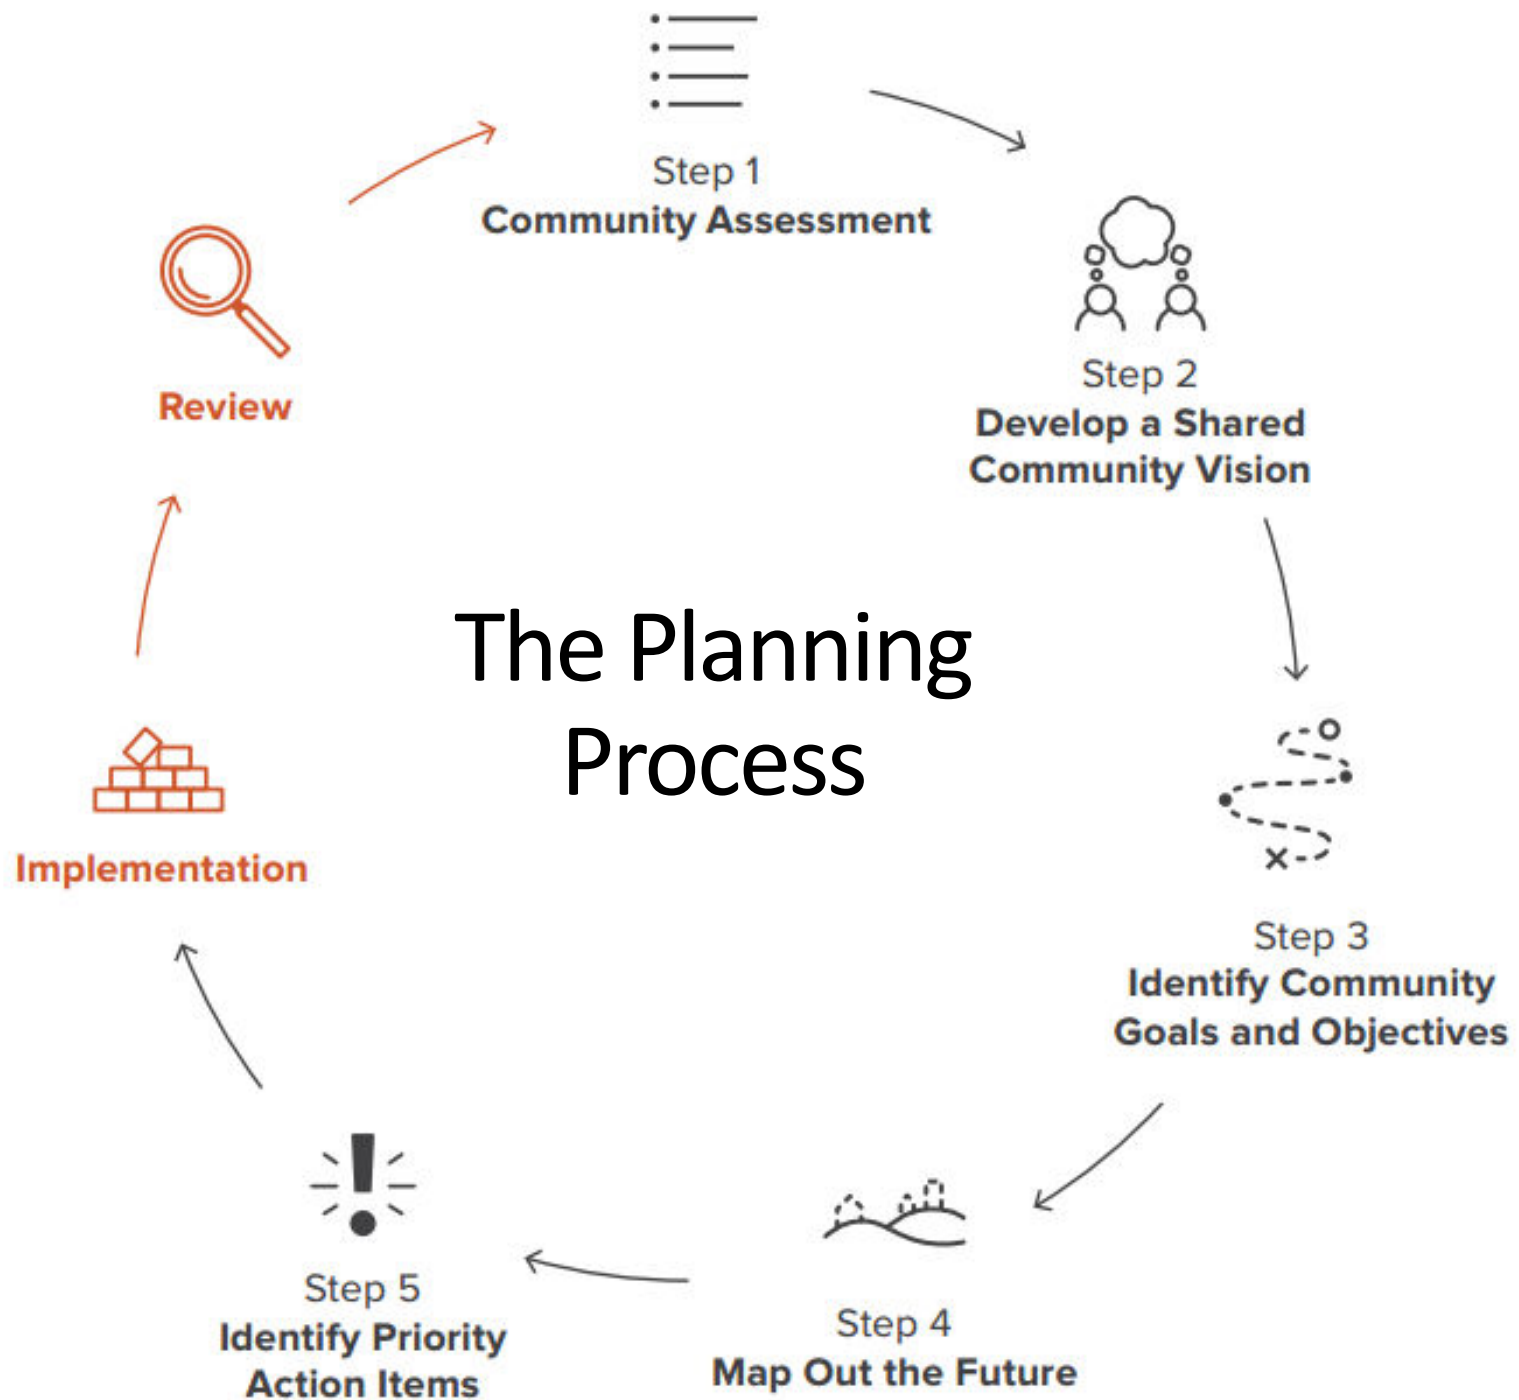 Step 1
Community Assessment
Step 2
Develop a Shared
Community Vision
Step 3
Identify Community
Goals and Objectives
Step 4
Map Out the Future
Step 5
Identify Priority
Action Items
Implementation
Review
The Planning
Process